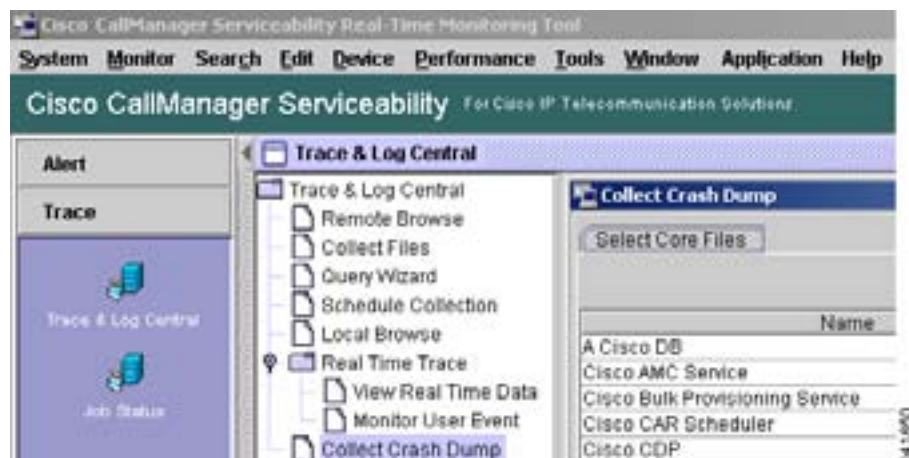 Cisco CallManager Serviceability Real-Time Monitoring Tool
System Monitor Search Edit Device Performance Tools Window Application Help
Cisco CallManager Serviceability For Cisco IP Telecommunication Solutions
Alert
Trace
Trace & Log Central
Job Status
Trace & Log Central
Trace & Log Central
Remote Browse
Collect Files
Query Wizard
Schedule Collection
Local Browse
Real Time Trace
View Real Time Data
Monitor User Event
Collect Crash Dump
Collect Crash Dump
Select Core Files
Name
A Cisco DB
Cisco AMC Service
Cisco Bulk Provisioning Service
Cisco CAR Scheduler
Cisco CDP